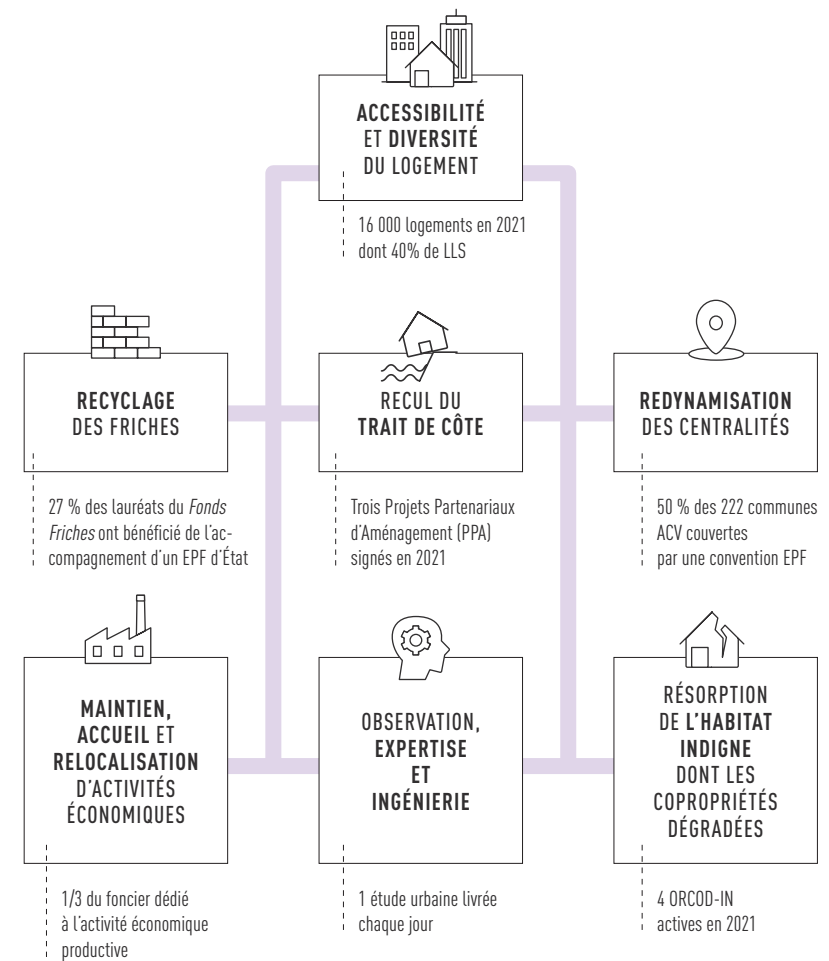 ACCESSIBILITÉ
ET DIVERSITÉ
DU LOGEMENT
16 000 logements en 2021
dont 40% de LLS
RECYCLAGE
DES FRICHES
27 % des lauréats du Fonds
Friches ont bénéficié de l'ac-
compagnement d'un EPF d'État
RECUL DU
TRAIT DE CÔTE
Trois Projets Partenariaux
d'Aménagement (PPA)
signés en 2021
REDYNAMISATION
DES CENTRALITÉS
50 % des 222 communes
ACV couvertes
par une convention EPF
MAINTIEN,
ACCUEIL ET
RELOCALISATION
D'ACTIVITÉS
ÉCONOMIQUES
1/3 du foncier dédié
à l'activité économique
productive
OBSERVATION,
EXPERTISE
ET
INGÉNIERIE
1 étude urbaine livrée
chaque jour
RÉSORPTION
DE L'HABITAT
INDIGNE
DONT LES
COPROPRIÉTÉS
DÉGRADÉES
4 ORCOD-IN
actives en 2021